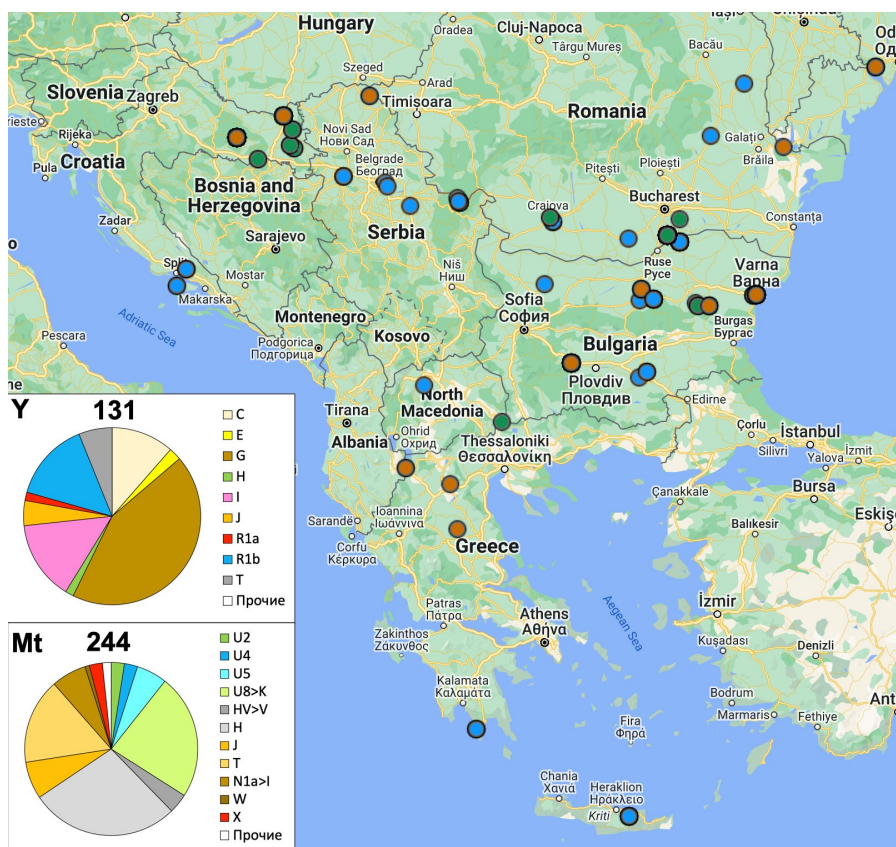 Hungary
Oradea
Cluj-Napoca
Târgu Mureș
Bacău
Szeged
Arad
Slovenia
Zagreb
Timișoara
Romania
Rijeka
Pula
Croatia
Novi Sad
Нови Сад
Belgrade
Београд
Galați
Brăila
Pitești
Ploiești
Bosnia and
Herzegovina
Craiova
Bucharest
Constanța
Zadar
Sarajevo
Serbia
Split
Mostar
Makarska
Niš
Ниш
Ruse
Русе
Varna
Варна
Sofia
София
Montenegro
Adriatic Sea
Pescara
Podgorica
Подгорица
Kosovo
Bulgaria
Burgas
Бургас
Plovdiv
Пловдив
North
Macedonia
Edirne
Tirana
Albania
Ohrid
Охрид
Thessaloniki
Θεσσαλονίκη
Çorlu
Silivri
İstanbul
Yalova
İzmit
Bursa
Çanakkale
Balıkesir
Sarandë
Ioannina
Ιωάννινα
Corfu
Κέρκυρα
Greece
Aegean Sea
Patras
Πάτρα
Athens
Αθήνα
İzmir
Kuşadası
Denizli
Zakinthos
Ζάκυνθος
Kalamata
Καλαμάτα
Bodrum
Marmaris
Fethiye
Fira
Φηρά
Chania
Χανιά
Heraklion
Ηράκλειο
Kriti
Y 131
C
E
G
H
I
J
R1a
R1b
T
Прочие
Mt 244
U2
U4
U5
U8>K
HV>V
H
J
T
N1a>I
W
X
Прочие